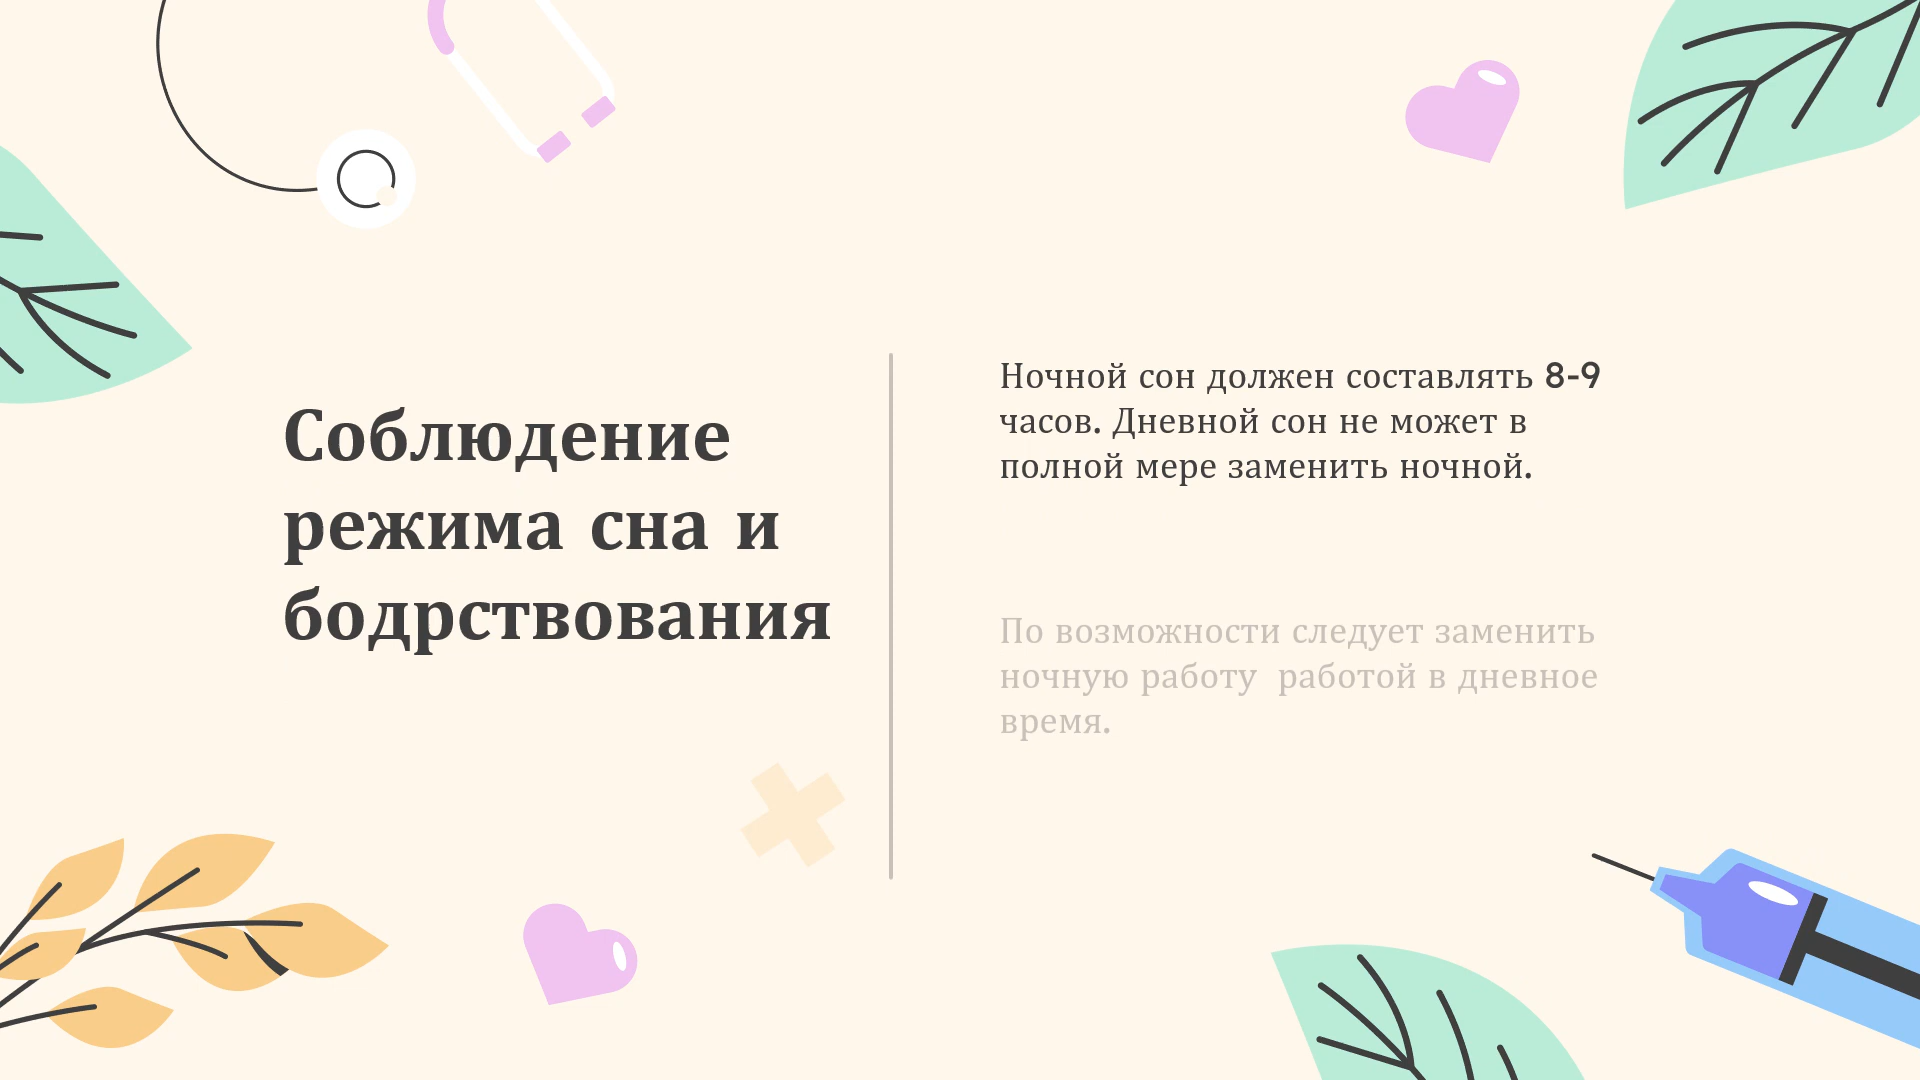 Соблюдение
режима сна и
бодрствования
Ночной сон должен составлять 8-9
часов. Дневной сон не может в
полной мере заменить ночной.
По возможности следует заменить
ночную работу  работой в дневное
время.